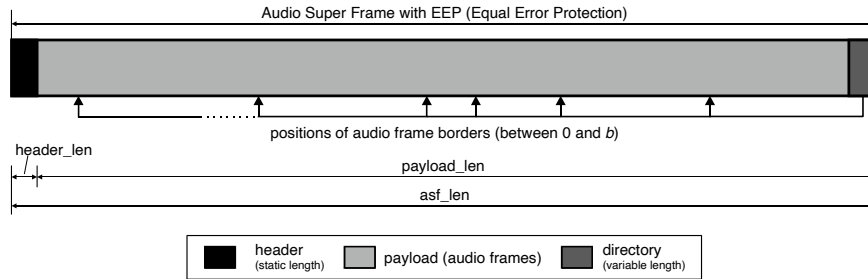 Audio Super Frame with EEP (Equal Error Protection)
positions of audio frame borders (between 0 and b)
header_len
payload_len
asf_len
header
(static length)
payload (audio frames)
directory
(variable length)